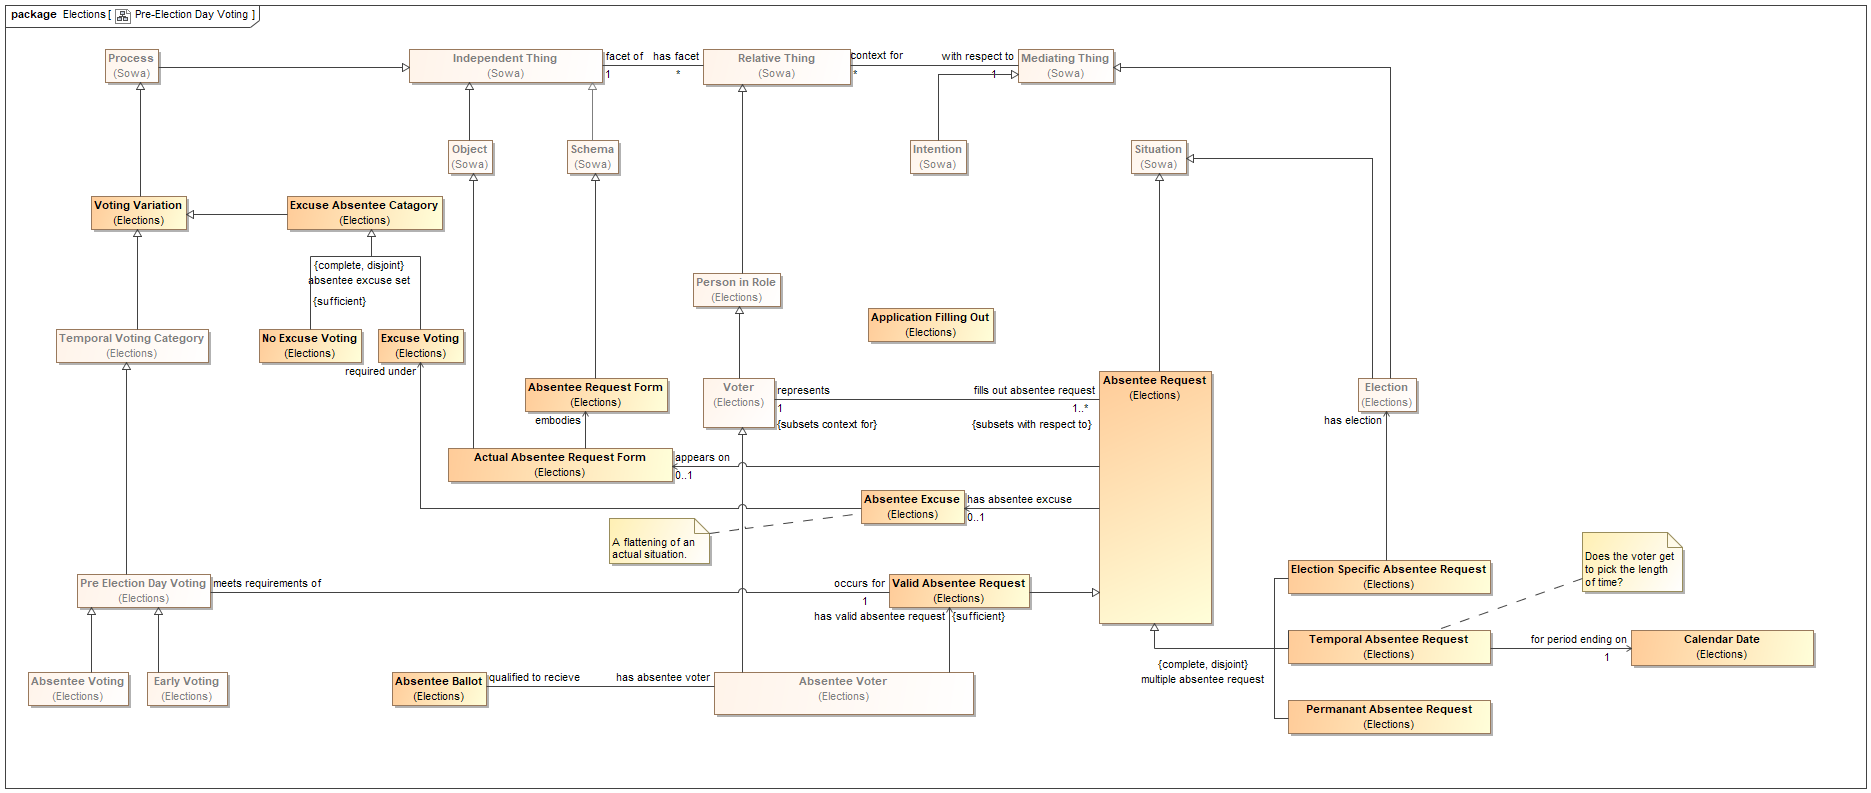 package Elections [ Pre-Election Day Voting ]
Process
(Sowa)
Independent Thing
(Sowa)
facet of
1
has facet
*
Relative Thing
(Sowa)
context for
*
with respect to
1
Mediating Thing
(Sowa)
Object
(Sowa)
Schema
(Sowa)
Intention
(Sowa)
Situation
(Sowa)
Voting Variation
(Elections)
Excuse Absentee Catagory
(Elections)
{complete, disjoint}
absentee excuse set
{sufficient}
Person in Role
(Elections)
Application Filling Out
(Elections)
Temporal Voting Category
(Elections)
No Excuse Voting
(Elections)
Excuse Voting
(Elections)
required under
Absentee Request Form
(Elections)
embodies
Voter
(Elections)
represents
1
{subsets context for}
fills out absentee request
1..*
{subsets with respect to}
Absentee Request
(Elections)
Election
(Elections)
has election
Actual Absentee Request Form
(Elections)
appears on
0..1
Absentee Excuse
(Elections)
has absentee excuse
0..1
A flattening of an
actual situation.
Does the voter get
to pick the length
of time?
Pre Election Day Voting
(Elections)
meets requirements of
occurs for
1
Valid Absentee Request
(Elections)
has valid absentee request
{sufficient}
Election Specific Absentee Request
(Elections)
Temporal Absentee Request
(Elections)
for period ending on
1
Calendar Date
(Elections)
{complete, disjoint}
multiple absentee request
Absentee Voting
(Elections)
Early Voting
(Elections)
Absentee Ballot
(Elections)
qualified to recieve
has absentee voter
Absentee Voter
(Elections)
Permanant Absentee Request
(Elections)